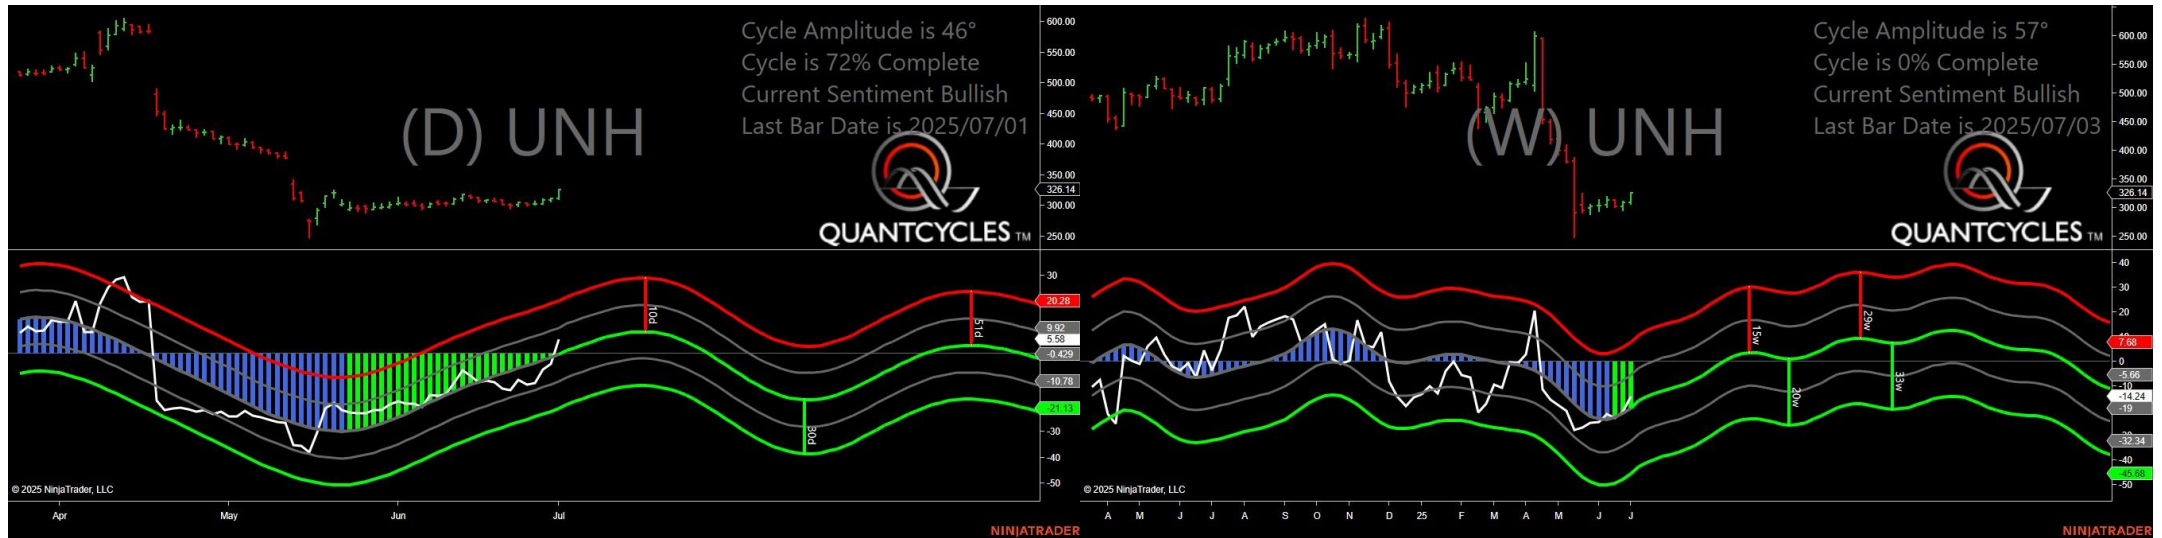 Cycle Amplitude is 46°
Cycle is 72% Complete
Current Sentiment Bullish
Last Bar Date is 2025/07/01
(D) UNH
QUANTCYCLES TM
600.00
550.00
500.00
450.00
400.00
350.00
326.14
300.00
250.00
30
20.28
9.92
5.58
-0.429
-10.78
-21.13
-30
-40
-50
10d
30d
51d
© 2025 NinjaTrader, LLC
Apr May Jun Jul
NINJATRADER
Cycle Amplitude is 57°
Cycle is 0% Complete
Current Sentiment Bullish
Last Bar Date is 2025/07/03
(W) UNH
QUANTCYCLES TM
600.00
550.00
500.00
450.00
400.00
350.00
326.14
300.00
250.00
40
30
20
7.68
0
-5.66
-10
-14.24
-19
-32.34
-40
-45.68
-50
15w
20w
29w
33w
© 2025 NinjaTrader, LLC
A M J J A S O N D 25 F M A M J J
NINJATRADER